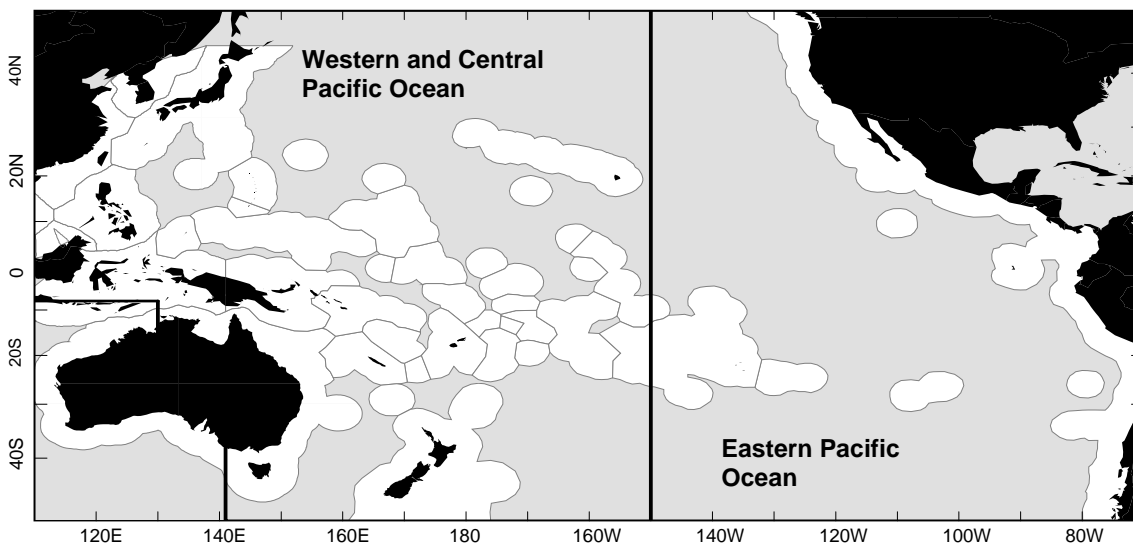 Western and Central
Pacific Ocean
Eastern Pacific
Ocean
40N
20N
0
20S
40S
120E 140E 160E 180 160W 140W 120W 100W 80W